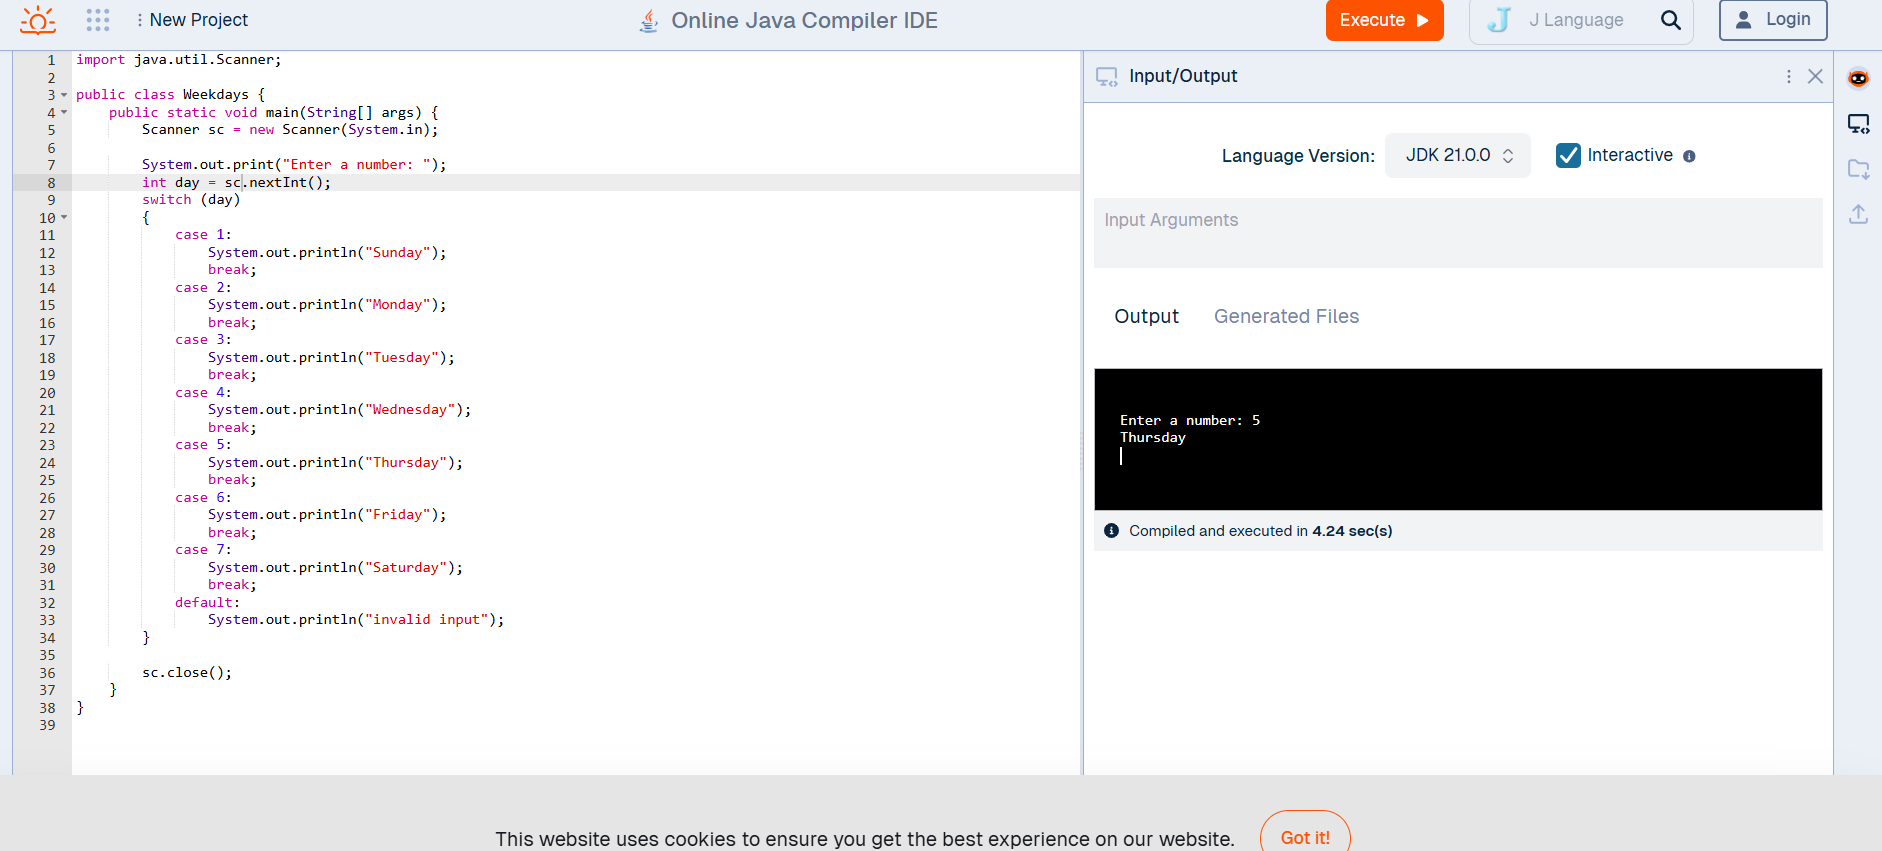 New Project
Online Java Compiler IDE
Execute
J Language
Login
1 import java.util.Scanner;
2
3 public class Weekdays {
4     public static void main(String[] args) {
5         Scanner sc = new Scanner(System.in);
6
7         System.out.print("Enter a number: ");
8         int day = sc.nextInt();
9         switch (day)
10         {
11             case 1:
12                 System.out.println("Sunday");
13                 break;
14             case 2:
15                 System.out.println("Monday");
16                 break;
17             case 3:
18                 System.out.println("Tuesday");
19                 break;
20             case 4:
21                 System.out.println("Wednesday");
22                 break;
23             case 5:
24                 System.out.println("Thursday");
25                 break;
26             case 6:
27                 System.out.println("Friday");
28                 break;
29             case 7:
30                 System.out.println("Saturday");
31                 break;
32             default:
33                 System.out.println("invalid input");
34         }
35
36         sc.close();
37     }
38 }
39
Input/Output
Language Version: JDK 21.0.0 Interactive
Input Arguments
Output Generated Files
Enter a number: 5
Thursday
Compiled and executed in 4.24 sec(s)
This website uses cookies to ensure you get the best experience on our website. Got it!